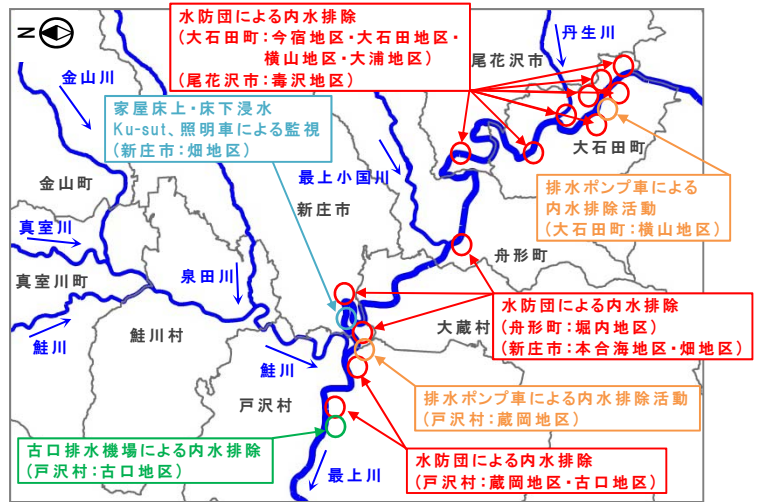 N
水防団による内水排除
(大石田町:今宿地区・大石田地区・
横山地区・大浦地区)
(尾花沢市:毒沢地区)
丹生川
尾花沢市
金山川
家屋床上・床下浸水
Ku-sut、照明車による監視
(新庄市:畑地区)
大石田町
金山町
最上小国川
新庄市
排水ポンプ車による
内水排除活動
(大石田町:横山地区)
真室川
舟形町
真室川町
泉田川
水防団による内水排除
(舟形町:堀内地区)
(新庄市:本合海地区・畑地区)
大蔵村
鮭川村
鮭川
鮭川
排水ポンプ車による内水排除活動
(戸沢村:蔵岡地区)
戸沢村
古口排水機場による内水排除
(戸沢村:古口地区)
水防団による内水排除
(戸沢村:蔵岡地区・古口地区)
最上川